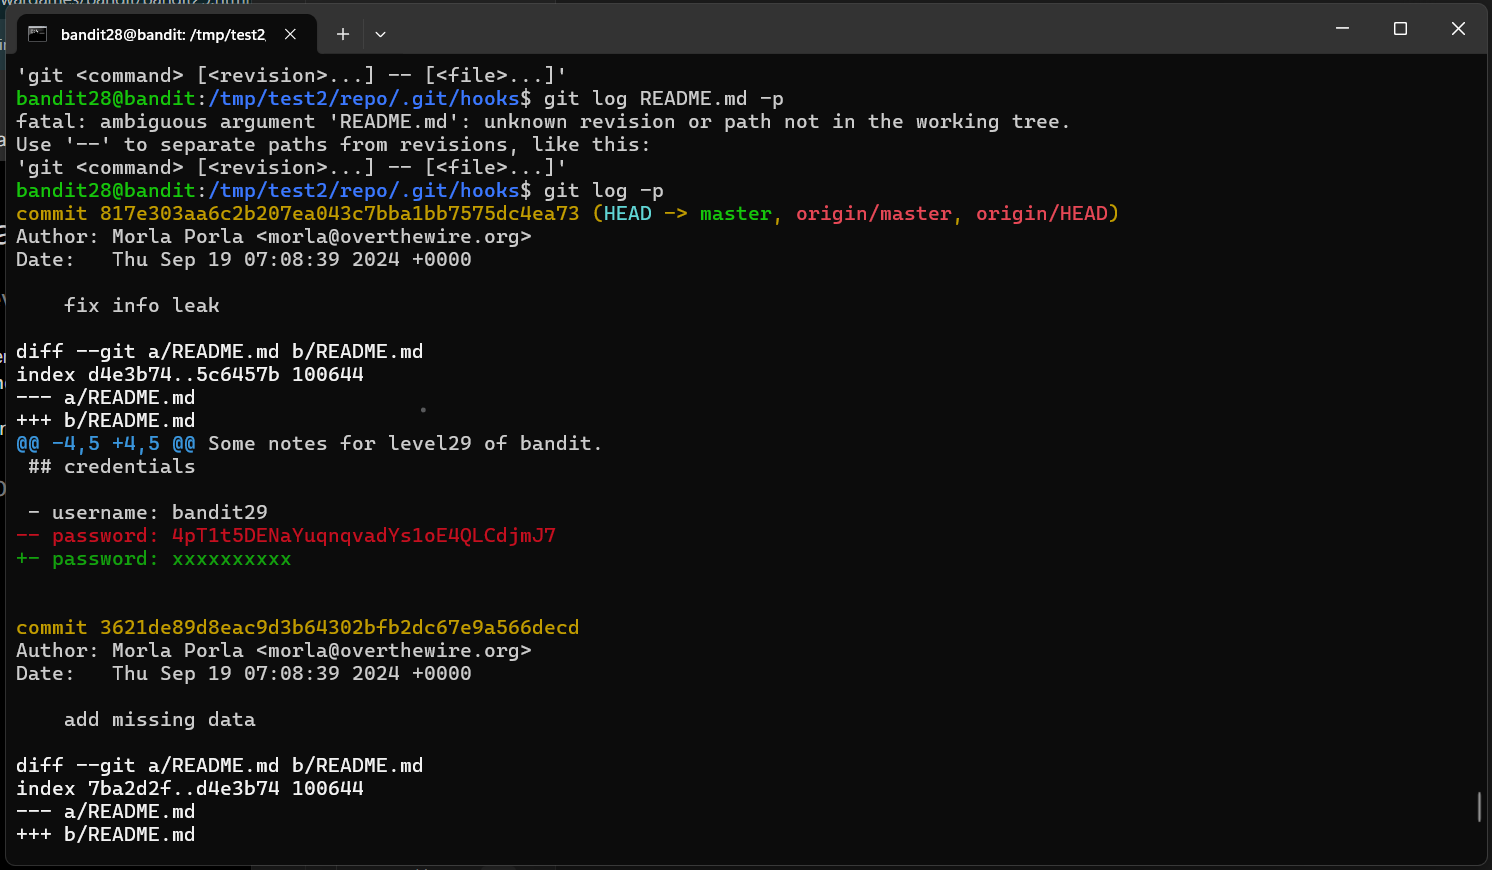 bandit28@bandit: /tmp/test2
'git <command> [<revision>...] -- [<file>...]'
bandit28@bandit:/tmp/test2/repo/.git/hooks$ git log README.md -p
fatal: ambiguous argument 'README.md': unknown revision or path not in the working tree.
Use '--' to separate paths from revisions, like this:
'git <command> [<revision>...] -- [<file>...]'
bandit28@bandit:/tmp/test2/repo/.git/hooks$ git log -p
commit 817e303aa6c2b207ea043c7bba1bb7575dc4ea73 (HEAD -> master, origin/master, origin/HEAD)
Author: Morla Porla <morla@overthewire.org>
Date:   Thu Sep 19 07:08:39 2024 +0000
    fix info leak
diff --git a/README.md b/README.md
index d4e3b74..5c6457b 100644
--- a/README.md
+++ b/README.md
@@ -4,5 +4,5 @@ Some notes for level29 of bandit.
 ## credentials
 - username: bandit29
-- password: 4pT1t5DENaYuqnqvadYs1oE4QLCdjmJ7
+- password: xxxxxxxxxx
commit 3621de89d8eac9d3b64302bfb2dc67e9a566decd
Author: Morla Porla <morla@overthewire.org>
Date:   Thu Sep 19 07:08:39 2024 +0000
    add missing data
diff --git a/README.md b/README.md
index 7ba2d2f..d4e3b74 100644
--- a/README.md
+++ b/README.md